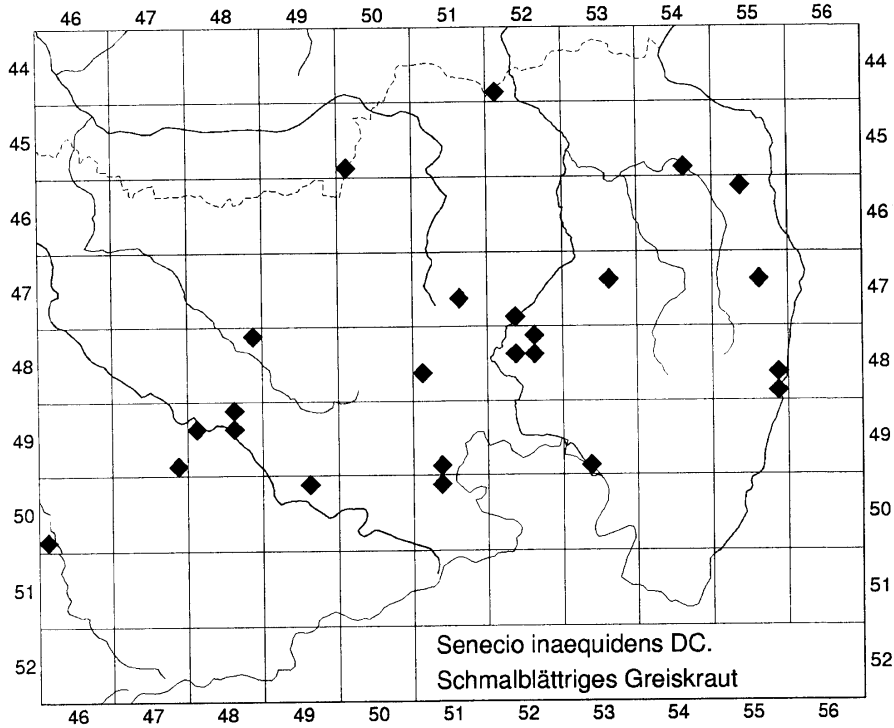 46 47 48 49 50 51 52 53 54 55 56
44 44
45 45
46 46
47 47
48 48
49 49
50 50
51 51
Senecio inaequidens DC.
52 52
Schmalblättriges Greiskraut
46 47 48 49 50 51 52 53 54 55 56